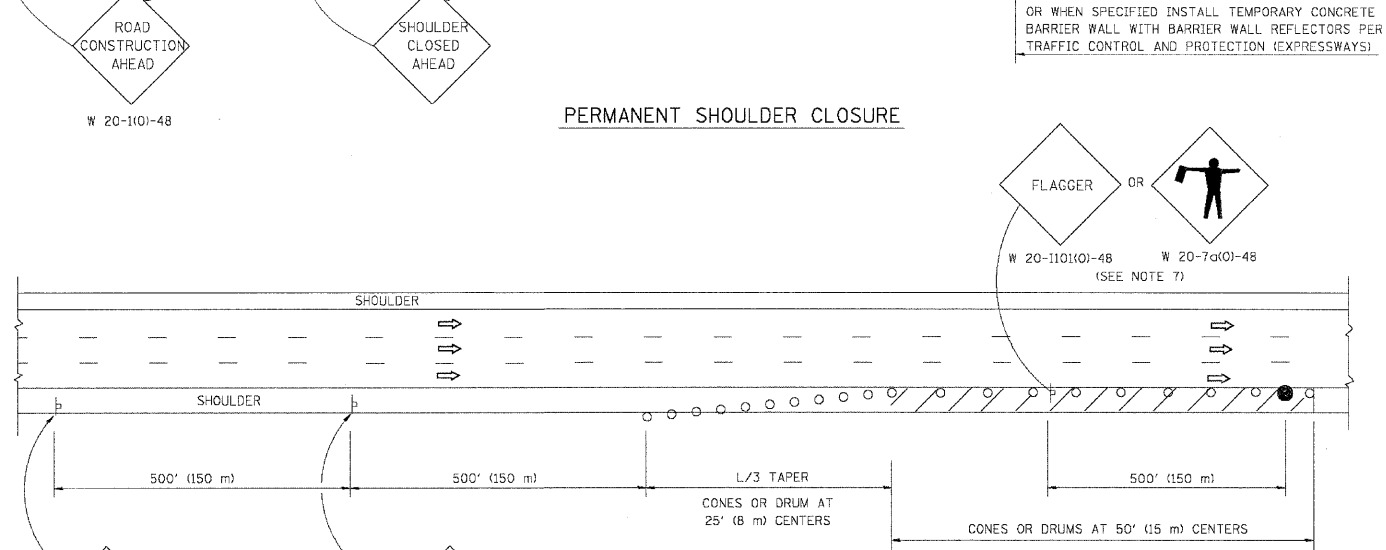 OR WHEN SPECIFIED INSTALL TEMPORARY CONCRETE
BARRIER WALL WITH BARRIER WALL REFLECTORS PER
TRAFFIC CONTROL AND PROTECTION (EXPRESSWAYS)
ROAD
CONSTRUCTION
AHEAD
W 20-1(O)-48
SHOULDER
CLOSED
AHEAD
PERMANENT SHOULDER CLOSURE
FLAGGER
OR
W 20-I101(O)-48
W 20-7a(O)-48
(SEE NOTE 7)
SHOULDER
SHOULDER
500' (150 m)
500' (150 m)
L/3 TAPER
CONES OR DRUM AT
25' (8 m) CENTERS
500' (150 m)
CONES OR DRUMS AT 50' (15 m) CENTERS